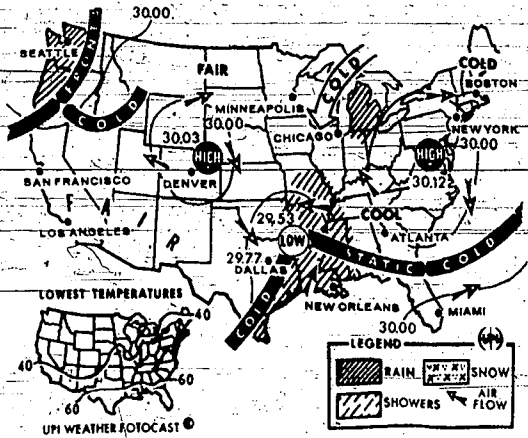 30.00
SEATTLE
FRONT
COLD
FAIR
COLD
COLD
BOSTON
MINNEAPOLIS
30.03
30.00
CHICAGO
NEW YORK
30.00
HIGH
HIGH
30.12
SAN FRANCISCO
DENVER
FAIR
LOS ANGELES
29.53
COOL
LOW
ATLANTA
29.77
DALLAS
STATIC
COLD
COLD
NEW ORLEANS
MIAMI
30.00
LOWEST TEMPERATURES
40
40
60
60
UPI WEATHER FOTOCAST ©
LEGEND
RAIN
SNOW
SHOWERS
AIR
FLOW